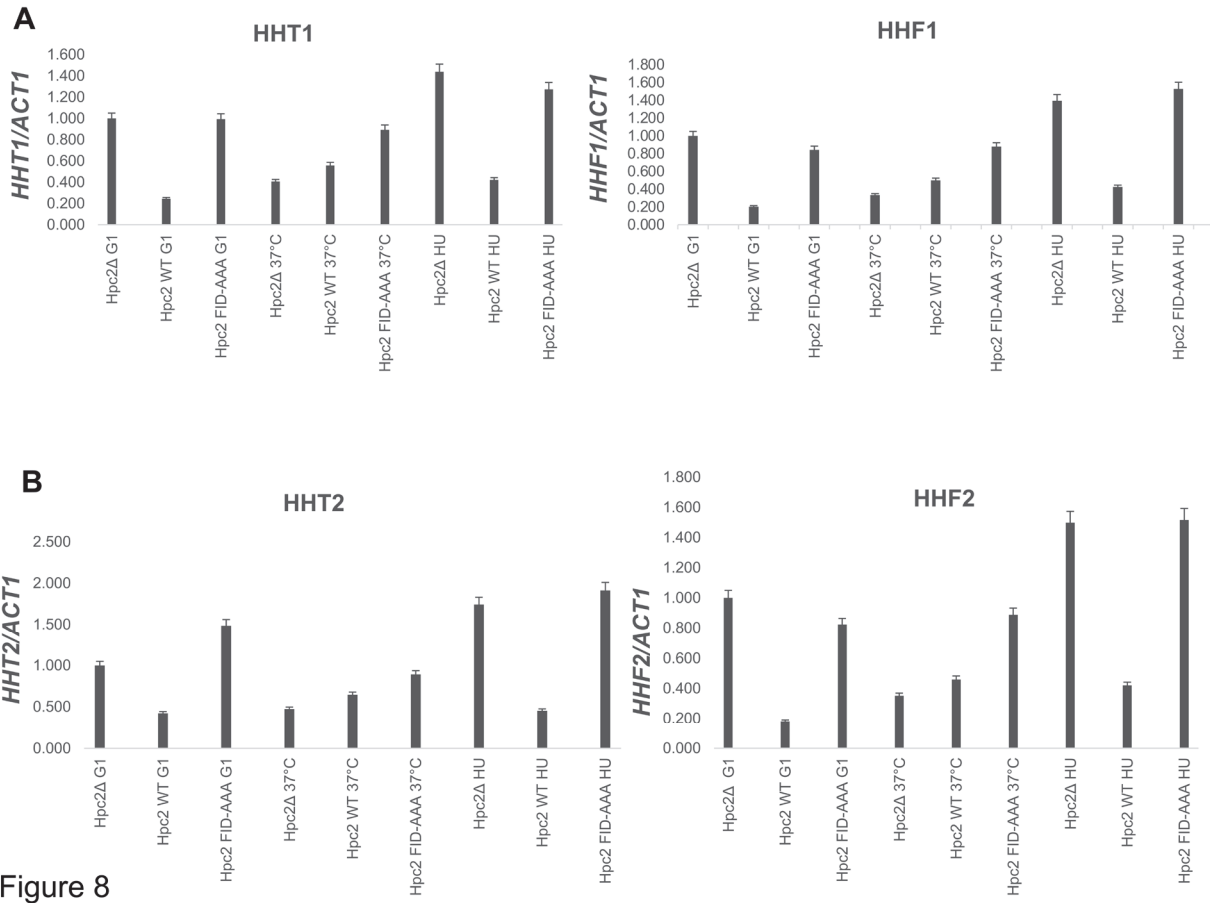 A
HHT1
HHT1/ACT1
1.600
1.400
1.200
1.000
0.800
0.600
0.400
0.200
0.000
Hpc2Δ G1
Hpc2 WT G1
Hpc2 FID-AAA G1
Hpc2Δ 37°C
Hpc2 WT 37°C
Hpc2 FID-AAA 37°C
Hpc2Δ HU
Hpc2 WT HU
Hpc2 FID-AAA HU
HHF1
HHF1/ACT1
1.800
1.600
1.400
1.200
1.000
0.800
0.600
0.400
0.200
0.000
Hpc2Δ G1
Hpc2 WT G1
Hpc2 FID-AAA G1
Hpc2Δ 37°C
Hpc2 WT 37°C
Hpc2 FID-AAA 37°C
Hpc2Δ HU
Hpc2 WT HU
Hpc2 FID-AAA HU
B
HHT2
HHT2/ACT1
2.500
2.000
1.500
1.000
0.500
0.000
Hpc2Δ G1
Hpc2 WT G1
Hpc2 FID-AAA G1
Hpc2Δ 37°C
Hpc2 WT 37°C
Hpc2 FID-AAA 37°C
Hpc2Δ HU
Hpc2 WT HU
Hpc2 FID-AAA HU
HHF2
HHF2/ACT1
1.800
1.600
1.400
1.200
1.000
0.800
0.600
0.400
0.200
0.000
Hpc2Δ G1
Hpc2 WT G1
Hpc2 FID-AAA G1
Hpc2Δ 37°C
Hpc2 WT 37°C
Hpc2 FID-AAA 37°C
Hpc2Δ HU
Hpc2 WT HU
Hpc2 FID-AAA HU
Figure 8